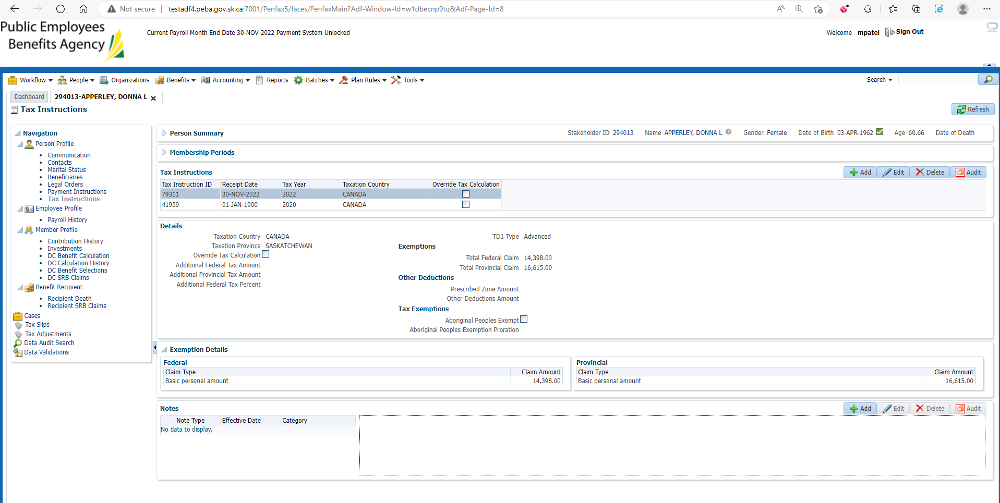 Not secure testadf4.peba.gov.sk.ca:7001/Penfax5/faces/PenfaxMain?Adf-Window-Id=w1dbecnp9tq&Adf-Page-Id=8
Public Employees
Benefits Agency
Current Payroll Month End Date 30-NOV-2022 Payment System Unlocked
Welcome mpatel Sign Out
Workflow People Organizations Benefits Accounting Reports Batches Plan Rules Tools Search
Dashboard 294013-APPERLEY, DONNA L
Tax Instructions Refresh
Navigation
Person Profile
Communication
Contacts
Marital Status
Beneficiaries
Legal Orders
Payment Instructions
Tax Instructions
Employee Profile
Payroll History
Member Profile
Contribution History
Investments
DC Benefit Calculation
DC Calculation History
DC Benefit Selections
DC SRB Claims
Benefit Recipient
Recipient Death
Recipient SRB Claims
Cases
Tax Slips
Tax Adjustments
Data Audit Search
Data Validations
Person Summary Stakeholder ID 294013 Name APPERLEY, DONNA L Gender Female Date of Birth 03-APR-1962 Age 60.66 Date of Death
Membership Periods
Tax Instructions Add Edit Delete Audit
Tax Instruction ID Receipt Date Tax Year Taxation Country Override Tax Calculation
79311 30-NOV-2022 2022 CANADA
41959 01-JAN-1900 2020 CANADA
Details
Taxation Country CANADA
Taxation Province SASKATCHEWAN
Override Tax Calculation
Additional Federal Tax Amount
Additional Provincial Tax Amount
Additional Federal Tax Percent
TD1 Type Advanced
Exemptions
Total Federal Claim 14,398.00
Total Provincial Claim 16,615.00
Other Deductions
Prescribed Zone Amount
Other Deductions Amount
Tax Exemptions
Aboriginal Peoples Exempt
Aboriginal Peoples Exemption Proration
Exemption Details
Federal
Claim Type Claim Amount
Basic personal amount 14,398.00
Provincial
Claim Type Claim Amount
Basic personal amount 16,615.00
Notes Add Edit Delete Audit
Note Type Effective Date Category
No data to display.